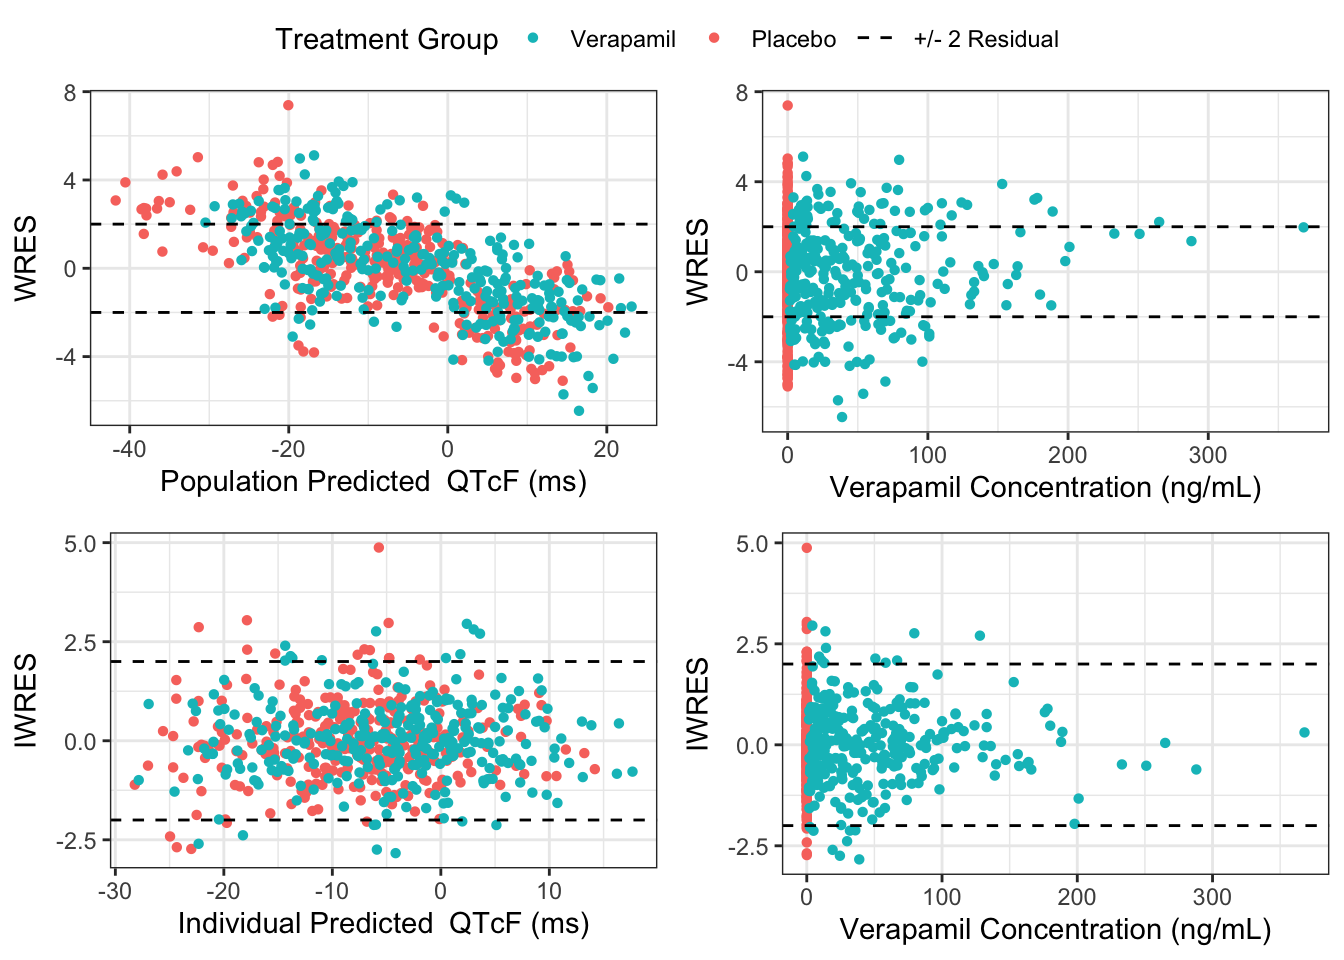 Treatment Group Verapamil Placebo +/- 2 Residual
8
4
0
-4
WRES
-40 -20 0 20
Population Predicted  QTcF (ms)
8
4
0
-4
WRES
0 100 200 300
Verapamil Concentration (ng/mL)
5.0
2.5
0.0
-2.5
IWRES
-30 -20 -10 0 10
Individual Predicted  QTcF (ms)
5.0
2.5
0.0
-2.5
IWRES
0 100 200 300
Verapamil Concentration (ng/mL)